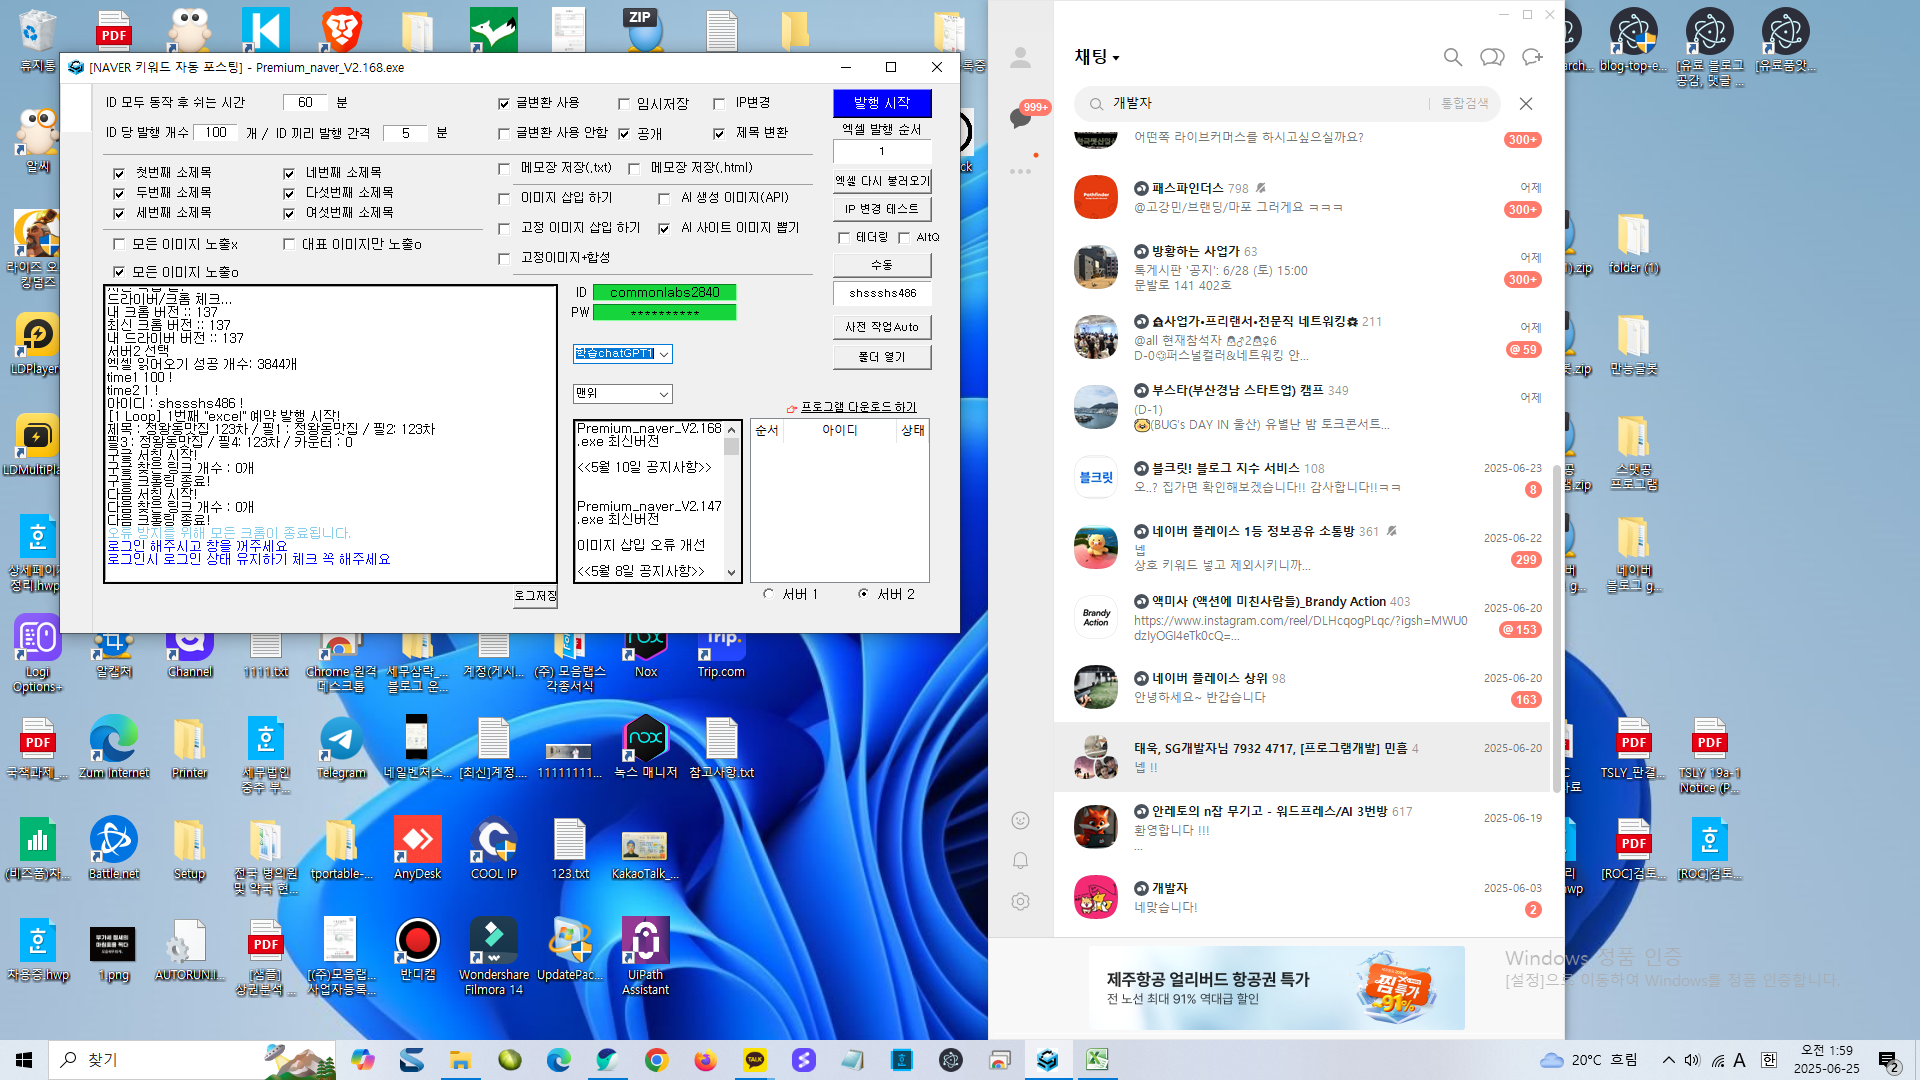 휴지통
[NAVER 키워드 자동 포스팅] - Premium_naver_V2.168.exe
ID 모두 동작 후 쉬는 시간
60
분
ID 당 발행 개수
100
개 /
ID 끼리 발행 간격
5
분
글변환 사용
임시저장
IP변경
글변환 사용 안함
공개
제목 변환
메모장 저장(.txt)
메모장 저장(.html)
이미지 삽입 하기
AI 생성 이미지(API)
고정 이미지 삽입 하기
AI 사이트 이미지 뽑기
고정이미지+합성
첫번째 소제목
네번째 소제목
두번째 소제목
다섯번째 소제목
세번째 소제목
여섯번째 소제목
모든 이미지 노출x
대표 이미지만 노출o
모든 이미지 노출o
발행 시작
엑셀 발행 순서
1
엑셀 다시 불러오기
IP 변경 테스트
테더링
AltQ
수동
shssshs486
사전 작업Auto
폴더 열기
드라이버/크롬 체크...
내 크롬 버전 :: 137
최신 크롬 버전 :: 137
내 드라이버 버전 :: 137
서버2 선택
엑셀 읽어오기 성공 개수: 3844개
time1 100 !
time2 1 !
아이디 : shssshs486 !
[1 Loop] 1번째 "excel" 예약 발행 시작!
제목 : 정왕동맛집 123차 / 필1 : 정왕동맛집 / 필2: 123차
필3 : 정왕동맛집 / 필4: 123차 / 카운터 : 0
구글 서칭 시작!
구글 찾은 링크 개수 : 0개
구글 크롤링 종료!
다음 서칭 시작!
다음 찾은 링크 개수 : 0개
다음 크롤링 종료!
오류 방지를 위해 모든 크롬이 종료됩니다.
로그인 해주시고 창을 꺼주세요
로그인시 로그인 상태 유지하기 체크 꼭 해주세요
로그저장
ID
commonlabs2840
PW
**********
학습chatGPT1
맨위
Premium_naver_V2.168
.exe 최신버전
<<5월 10일 공지사항>>
Premium_naver_V2.147
.exe 최신버전
이미지 삽입 오류 개선
<<5월 8일 공지사항>>
프로그램 다운로드 하기
순서
아이디
상태
서버 1
서버 2
채팅
개발자
통합검색
999+
어떤쪽 라이브커머스를 하시고싶으실까요?
300+
패스파인더스 798
어제
@고강민/브랜딩/마포 그러게요 ㅋㅋㅋ
300+
방황하는 사업가 63
어제
톡게시판 '공지': 6/28 (토) 15:00
문발로 141 402호
300+
사업가•프리랜서•전문직 네트워킹 211
어제
@all 현재참석자
D-0 퍼스널컬러&네트워킹 안...
@ 59
부스타(부산경남 스타트업) 캠프 349
어제
(D-1)
(BUG's DAY IN 울산) 유별난 밤 토크콘서트...
블크릿
블크릿! 블로그 지수 서비스 108
2025-06-23
오..? 집가면 확인해보겠습니다!! 감사합니다!!ㅋㅋ
8
네이버 플레이스 1등 정보공유 소통방 361
2025-06-22
넵
상호 키워드 넣고 제외시키니까...
299
Brandy
Action
액미사 (액션에 미친사람들)_Brandy Action 403
2025-06-20
https://www.instagram.com/reel/DLHcqogPLqc/?igsh=MWU0
dzlyOGl4eTk0cQ=...
@ 153
네이버 플레이스 상위 98
2025-06-20
안녕하세요~ 반갑습니다
163
태욱, SG개발자님 7932 4717, [프로그램개발] 민흠 4
2025-06-20
넵 !!
안레토의 n잡 무기고 - 워드프레스/AI 3번방 617
2025-06-19
환영합니다 !!!
...
개발자
2025-06-03
네맞습니다!
2
제주항공 얼리버드 항공권 특가
전 노선 최대 91% 역대급 할인
찜특가
91%
Windows 정품 인증
[설정]으로 이동하여 Windows를 정품 인증합니다.
알씨
라이즈 오...
킹덤즈
LDPlayer
LDMultiPla
상세페이지
정리.hwp
Logi
Options+
알캡처
Channel
1111.txt
Chrome 원격
데스크톱
세무삼략_...
블로그 운...
계정(게시...
(주) 모음랩스
각종서식
Nox
Trip.com
국책과제_...
Zum Internet
Printer
세무법인
충주 부...
Telegram
네일벤처스...
[최신]계정....
11111111...
녹스 매니저
참고사항.txt
(비즈폼)자...
Battle.net
Setup
전국 병의원
및 약국 현...
tportable-...
AnyDesk
COOL IP
123.txt
KakaoTalk_...
자용증.hwp
1.png
AUTORUN.I...
[샘플]
상권분석 ...
[(주)모음랩...
사업자등록...
반디캠
Wondershare
Filmora 14
UpdatePac...
UiPath
Assistant
blog-top-e...
[유료 블로그
공감, 댓글 ...
[유료품앗...
folder (1)
만능글봇
스댓공
프로그램
네이버
블로그 g...
TSLY_판결...
TSLY 19a-1
Notice (P...
[ROC]검토...
[ROC]검토...
찾기
20°C 흐림
A
한
오전 1:59
2025-06-25
2